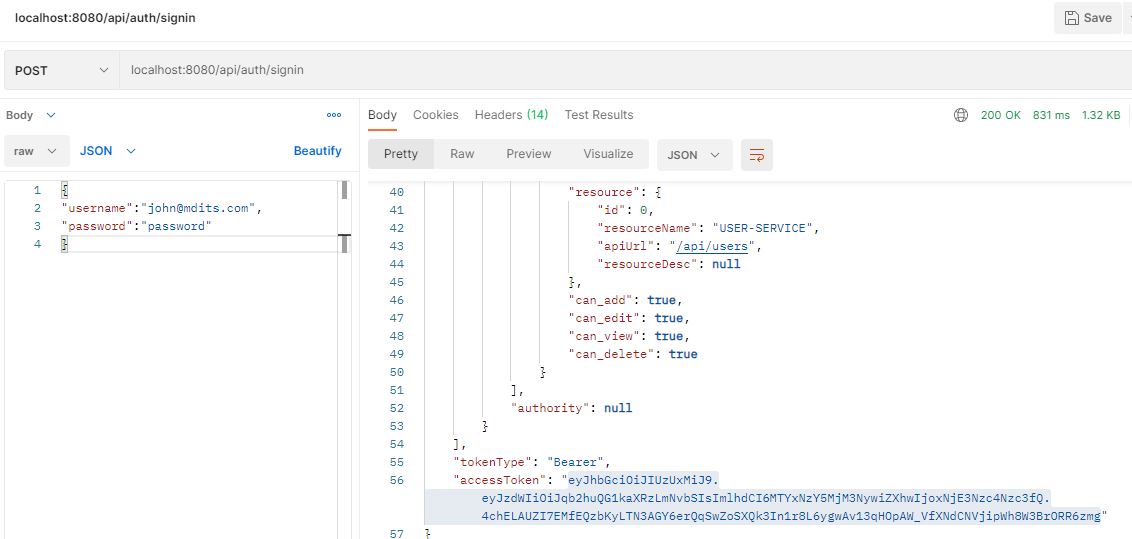 localhost:8080/api/auth/signin
Save
POST
localhost:8080/api/auth/signin
Body
raw
JSON
Beautify
1 {
2 "username":"john@mdits.com",
3 "password":"password"
4 }
Body Cookies Headers (14) Test Results
200 OK 831 ms 1.32 KB
Pretty Raw Preview Visualize JSON
40 "resource": {
41 "id": 0,
42 "resourceName": "USER-SERVICE",
43 "apiUrl": "/api/users",
44 "resourceDesc": null
45 },
46 "can_add": true,
47 "can_edit": true,
48 "can_view": true,
49 "can_delete": true
50 }
51 ],
52 "authority": null
53 }
54 ],
55 "tokenType": "Bearer",
56 "accessToken": "eyJhbGciOiJIUzUxMiJ9.
eyJzdWIiOiJqb2huQG1kaXRzLmNvbSIsImlhdCI6MTYxNzY5MjM3NywiZXhwIjoxNjE3Nzc4Nzc3fQ.
4chELAUZI7EMfEQzbKyLTN3AGY6erQqSwZoSXQk3In1r8L6ygwAv13qHOpAW_VfXNdCNVjipWh8W3BrORR6zmg"
57 }